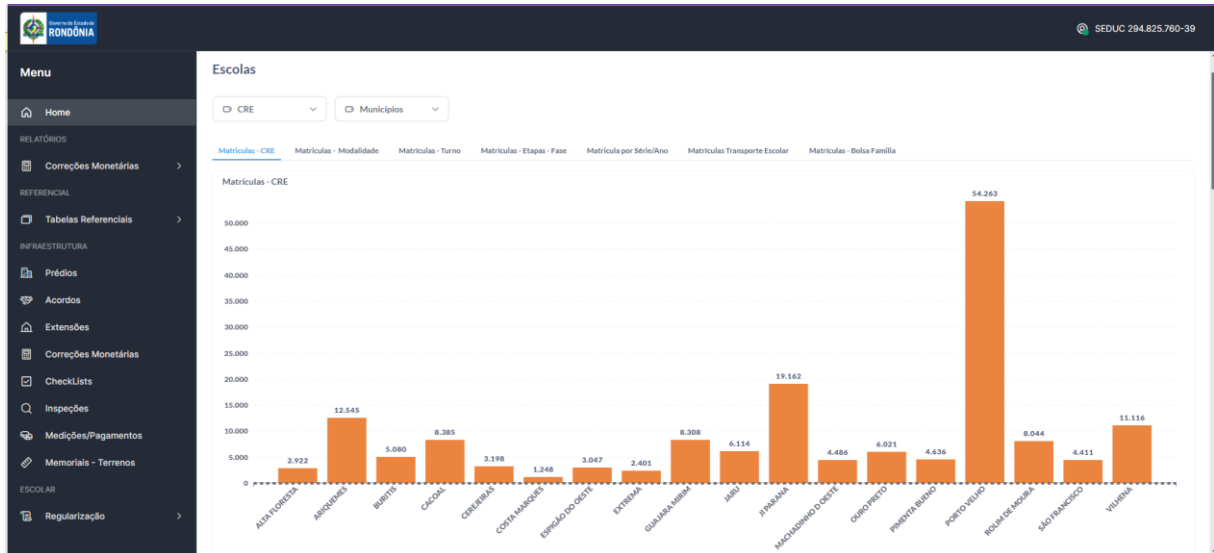 Governo do Estado de
RONDÔNIA
SEDUC 294.825.760-39
Menu
Home
RELATÓRIOS
Correções Monetárias
REFERENCIAL
Tabelas Referenciais
INFRAESTRUTURA
Prédios
Acordos
Extensões
Correções Monetárias
CheckLists
Inspeções
Medições/Pagamentos
Memoriais - Terrenos
ESCOLAR
Regularização
Escolas
CRE
Municípios
Matrículas - CRE
Matrículas - Modalidade
Matrículas - Turno
Matrículas - Etapas - Fase
Matrícula por Série/Ano
Matrículas Transporte Escolar
Matrículas - Bolsa Família
Matrículas - CRE
50.000
45.000
40.000
35.000
30.000
25.000
20.000
15.000
10.000
5.000
0
2.922
12.545
5.080
8.385
3.198
1.248
3.047
2.401
8.308
6.114
19.162
4.486
6.021
4.636
54.263
8.044
4.411
11.116
ALTA FLORESTA
ARIQUEMES
BURITIS
CACOAL
CEREJEIRAS
COSTA MARQUES
ESPIGÃO DO OESTE
EXTREMA
GUAJARA MIRIM
JARU
JI PARANA
MACHADINHO D OESTE
OURO PRETO
PIMENTA BUENO
PORTO VELHO
ROLIM DE MOURA
SÃO FRANCISCO
VILHENA